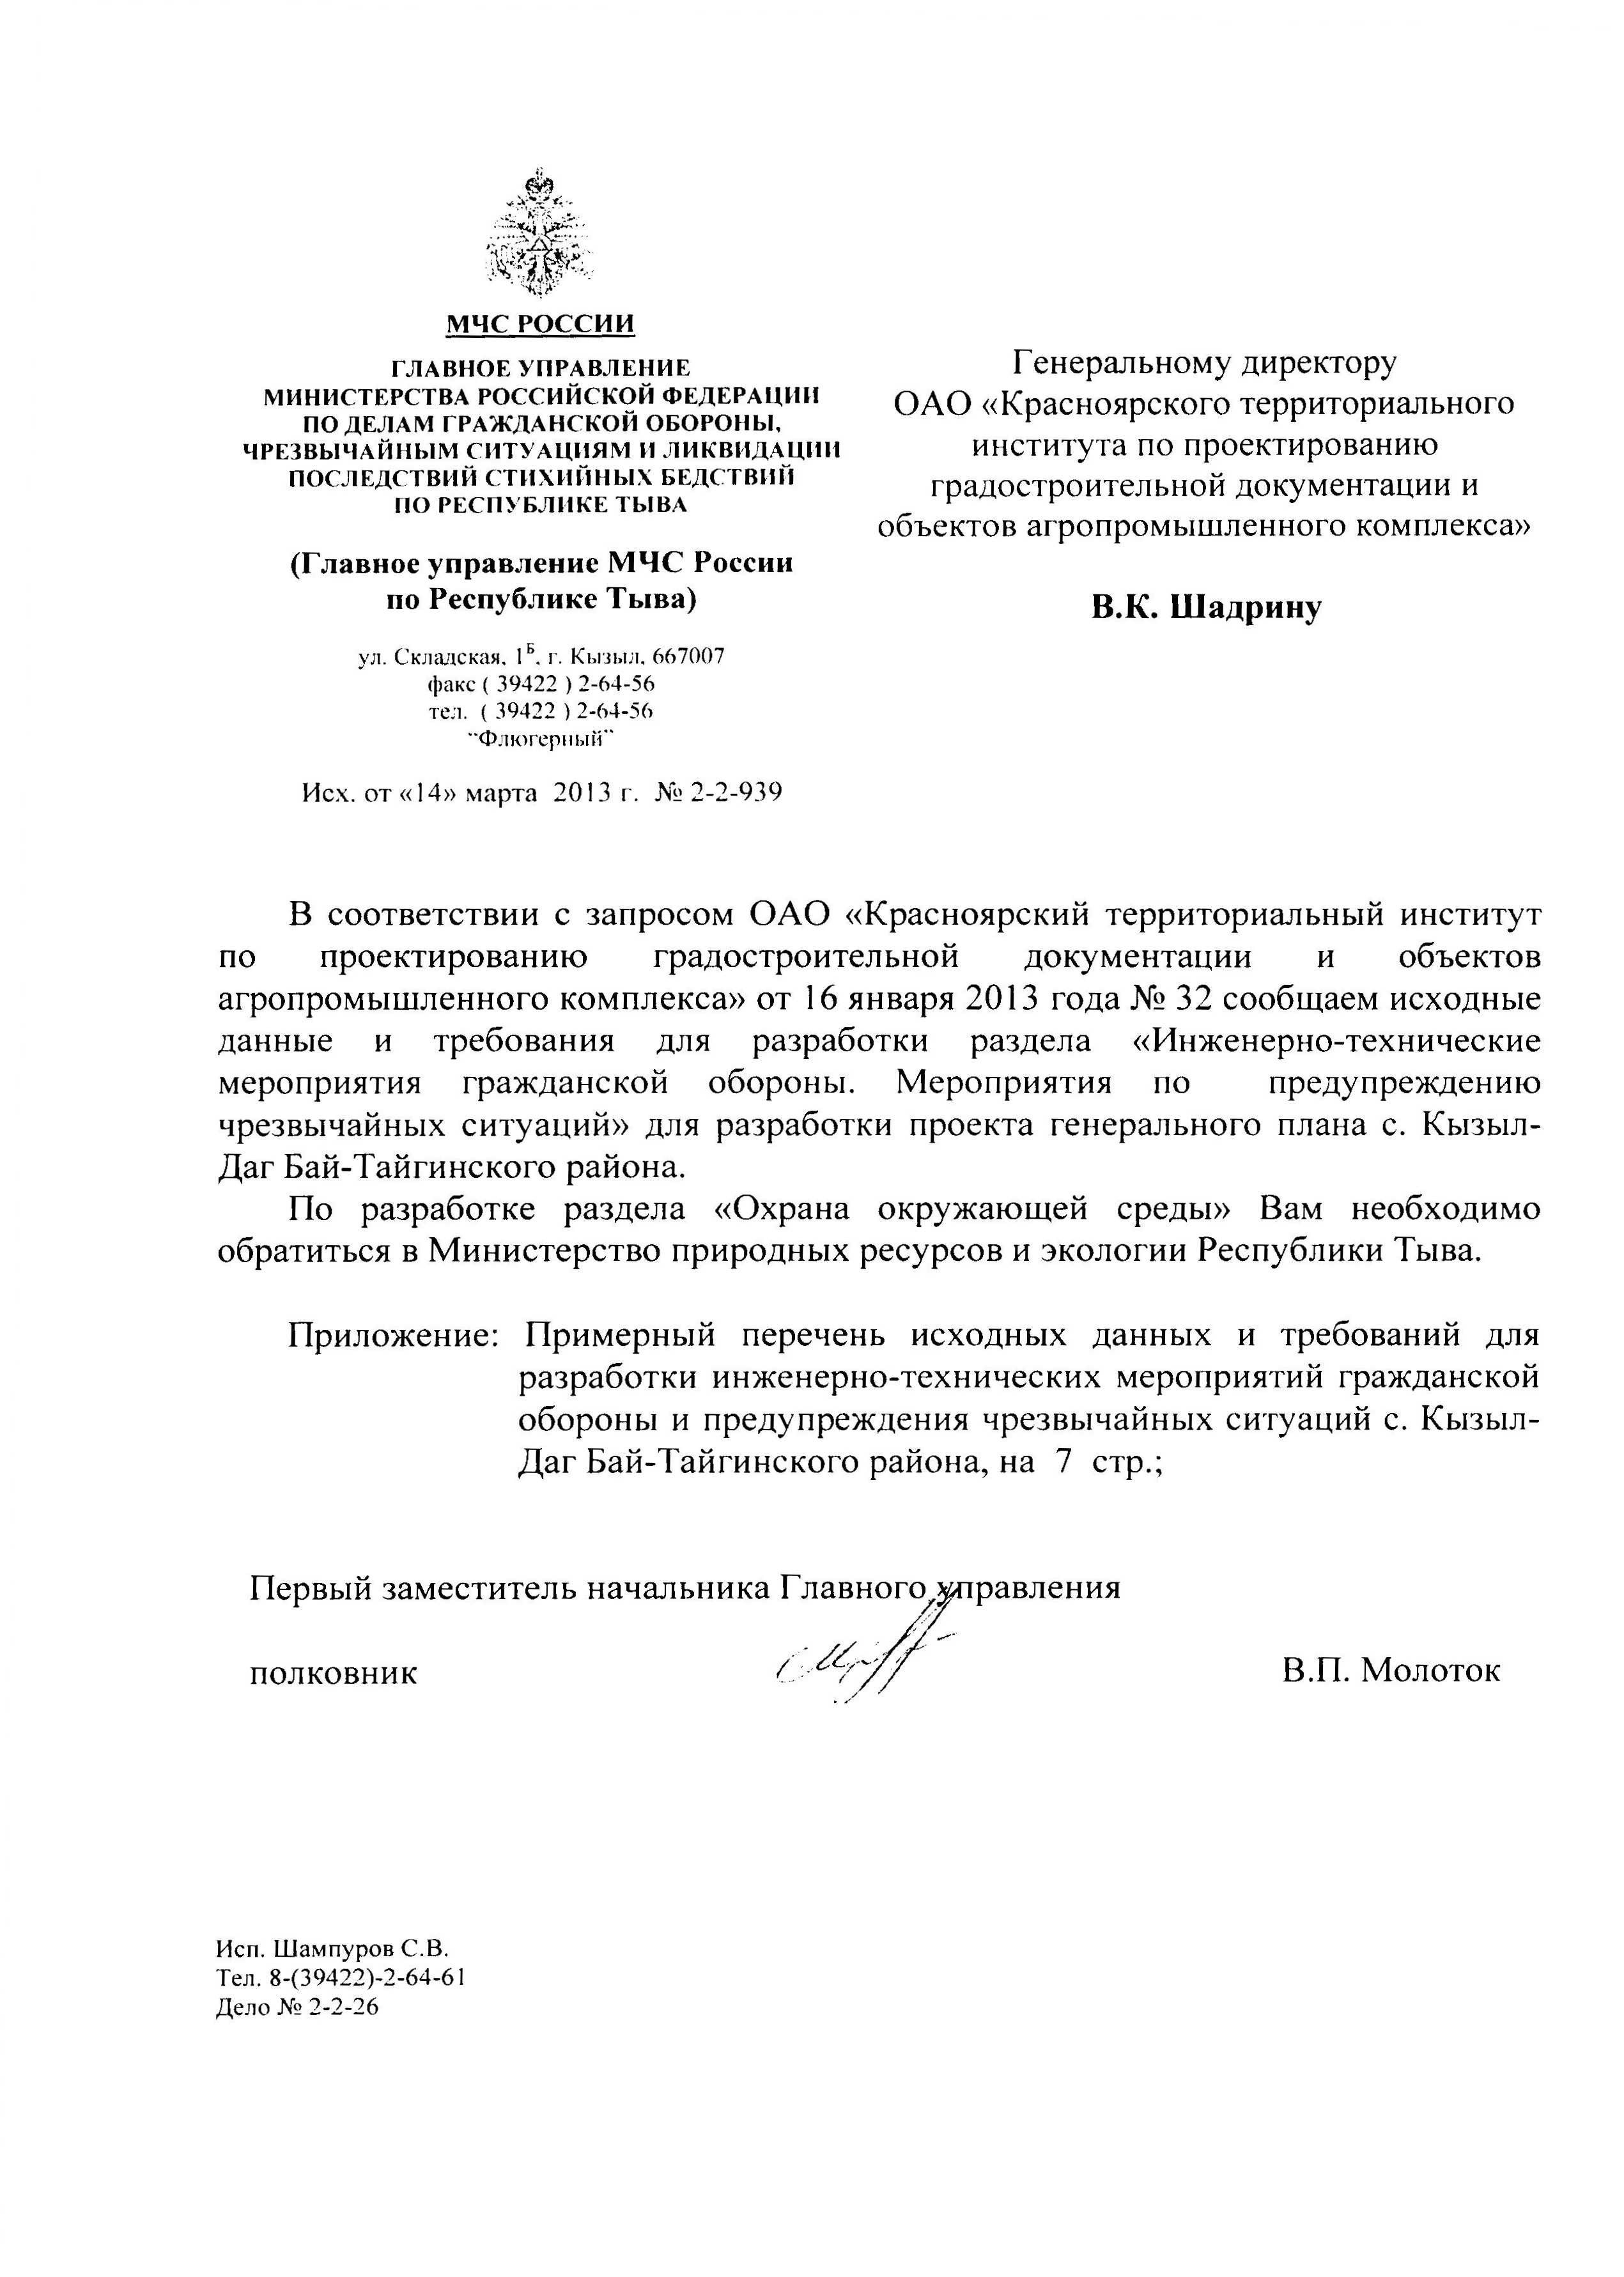 МЧС РОССИИ
ГЛАВНОЕ УПРАВЛЕНИЕ
МИНИСТЕРСТВА РОССИЙСКОЙ ФЕДЕРАЦИИ
ПО ДЕЛАМ ГРАЖДАНСКОЙ ОБОРОНЫ,
ЧРЕЗВЫЧАЙНЫМ СИТУАЦИЯМ И ЛИКВИДАЦИИ
ПОСЛЕДСТВИЙ СТИХИЙНЫХ БЕДСТВИЙ
ПО РЕСПУБЛИКЕ ТЫВА
(Главное управление МЧС России
по Республике Тыва)
ул. Складская, 1Б, г. Кызыл, 667007
факс ( 39422 ) 2-64-56
тел. ( 39422 ) 2-64-56
"Флюгерный"
Исх. от «14» марта 2013 г. № 2-2-939
Генеральному директору
ОАО «Красноярского территориального
института по проектированию
градостроительной документации и
объектов агропромышленного комплекса»
В.К. Шадрину
В соответствии с запросом ОАО «Красноярский территориальный институт
по проектированию градостроительной документации и объектов
агропромышленного комплекса» от 16 января 2013 года № 32 сообщаем исходные
данные и требования для разработки раздела «Инженерно-технические
мероприятия гражданской обороны. Мероприятия по предупреждению
чрезвычайных ситуаций» для разработки проекта генерального плана с. Кызыл-
Даг Бай-Тайгинского района.
По разработке раздела «Охрана окружающей среды» Вам необходимо
обратиться в Министерство природных ресурсов и экологии Республики Тыва.
Приложение: Примерный перечень исходных данных и требований для
разработки инженерно-технических мероприятий гражданской
обороны и предупреждения чрезвычайных ситуаций с. Кызыл-
Даг Бай-Тайгинского района, на 7 стр.;
Первый заместитель начальника Главного управления
полковник В.П. Молоток
Исп. Шампуров С.В.
Тел. 8-(39422)-2-64-61
Дело № 2-2-26